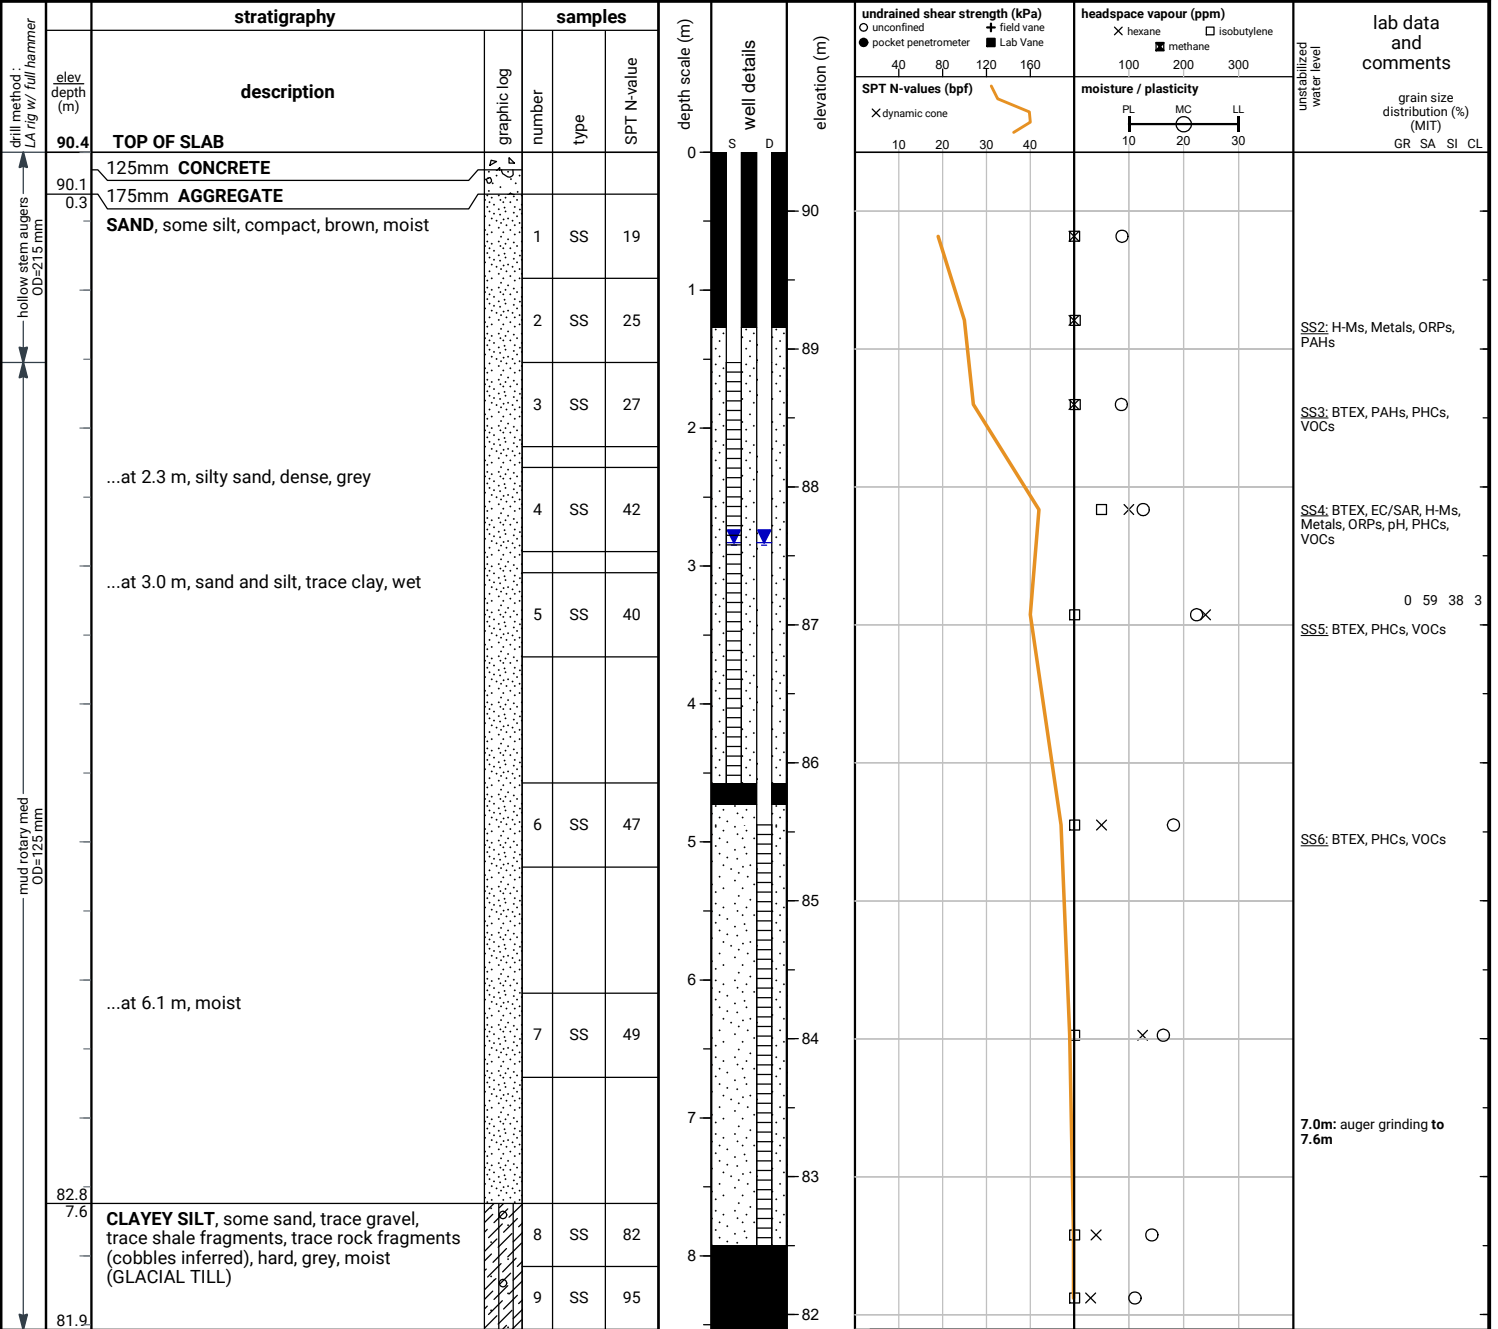 drill method :
LA rig w/ full hammer
stratigraphy
samples
elev
depth
(m)
description
graphic log
number
type
SPT N-value
depth scale (m)
well details
S D
elevation (m)
undrained shear strength (kPa)
unconfined field vane
pocket penetrometer Lab Vane
40 80 120 160
SPT N-values (bpf)
dynamic cone
10 20 30 40
headspace vapour (ppm)
hexane isobutylene
methane
100 200 300
moisture / plasticity
PL MC LL
10 20 30
unstabilized
water level
lab data
and
comments
grain size
distribution (%)
(MIT)
GR SA SI CL
90.4 TOP OF SLAB
125mm CONCRETE
90.1
0.3
175mm AGGREGATE
SAND, some silt, compact, brown, moist
hollow stem augers
OD=215 mm
1 SS 19
2 SS 25
SS2: H-Ms, Metals, ORPs,
PAHs
3 SS 27
SS3: BTEX, PAHs, PHCs,
VOCs
...at 2.3 m, silty sand, dense, grey
4 SS 42
SS4: BTEX, EC/SAR, H-Ms,
Metals, ORPs, pH, PHCs,
VOCs
...at 3.0 m, sand and silt, trace clay, wet
5 SS 40
0 59 38 3
SS5: BTEX, PHCs, VOCs
mud rotary med
OD=125 mm
6 SS 47
SS6: BTEX, PHCs, VOCs
...at 6.1 m, moist
7 SS 49
7.0m: auger grinding to
7.6m
82.8
7.6
CLAYEY SILT, some sand, trace gravel,
trace shale fragments, trace rock fragments
(cobbles inferred), hard, grey, moist
(GLACIAL TILL)
8 SS 82
9 SS 95
81.9
0
1
2
3
4
5
6
7
8
90
89
88
87
86
85
84
83
82